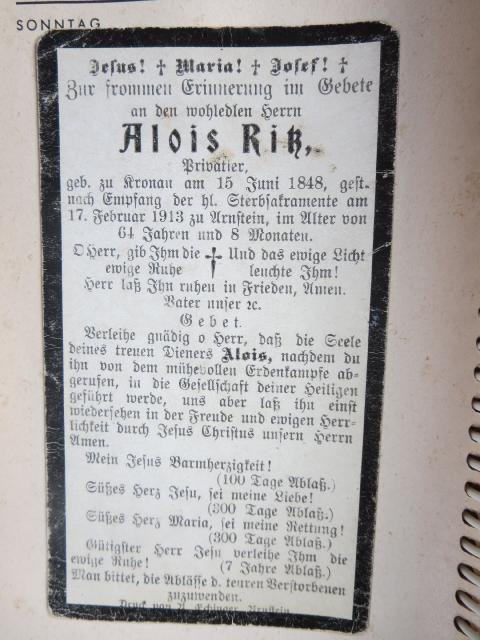 SONNTAG
Jesus! † Maria! † Josef! †
Zur frommen Erinnerung im Gebete
an den wohledlen Herrn
Alois Ritz,
Privatier,
geb. zu Kronau am 15 Juni 1848, gest.
nach Empfang der hl. Sterbsakramente am
17. Februar 1913 zu Arnstein, im Alter von
64 Jahren und 8 Monaten.
O Herr, gib Ihm die † Und das ewige Licht
ewige Ruhe leuchte Ihm!
Herr laß Ihn ruhen in Frieden, Amen.
Vater unser ꝛc.
Gebet.
Verleihe gnädig o Herr, daß die Seele
deines treuen Dieners Alois, nachdem du
ihn von dem mühevollen Erdenkampfe ab-
gerufen, in die Gesellschaft deiner Heiligen
geführt werde, uns aber laß ihn einst
wiedersehen in der Freude und ewigen Herr-
lichkeit durch Jesus Christus unsern Herrn
Amen.
Mein Jesus Barmherzigkeit!
(100 Tage Ablaß.)
Süßes Herz Jesu, sei meine Liebe!
(300 Tage Ablaß.)
Süßes Herz Maria, sei meine Rettung!
(300 Tage Ablaß.)
Gütigster Herr Jesu verleihe Ihm die
ewige Ruhe! (7 Jahre Ablaß.)
Man bittet, die Ablässe d. teuren Verstorbenen
zuzuwenden.
Druck von Echinger, Arnstein